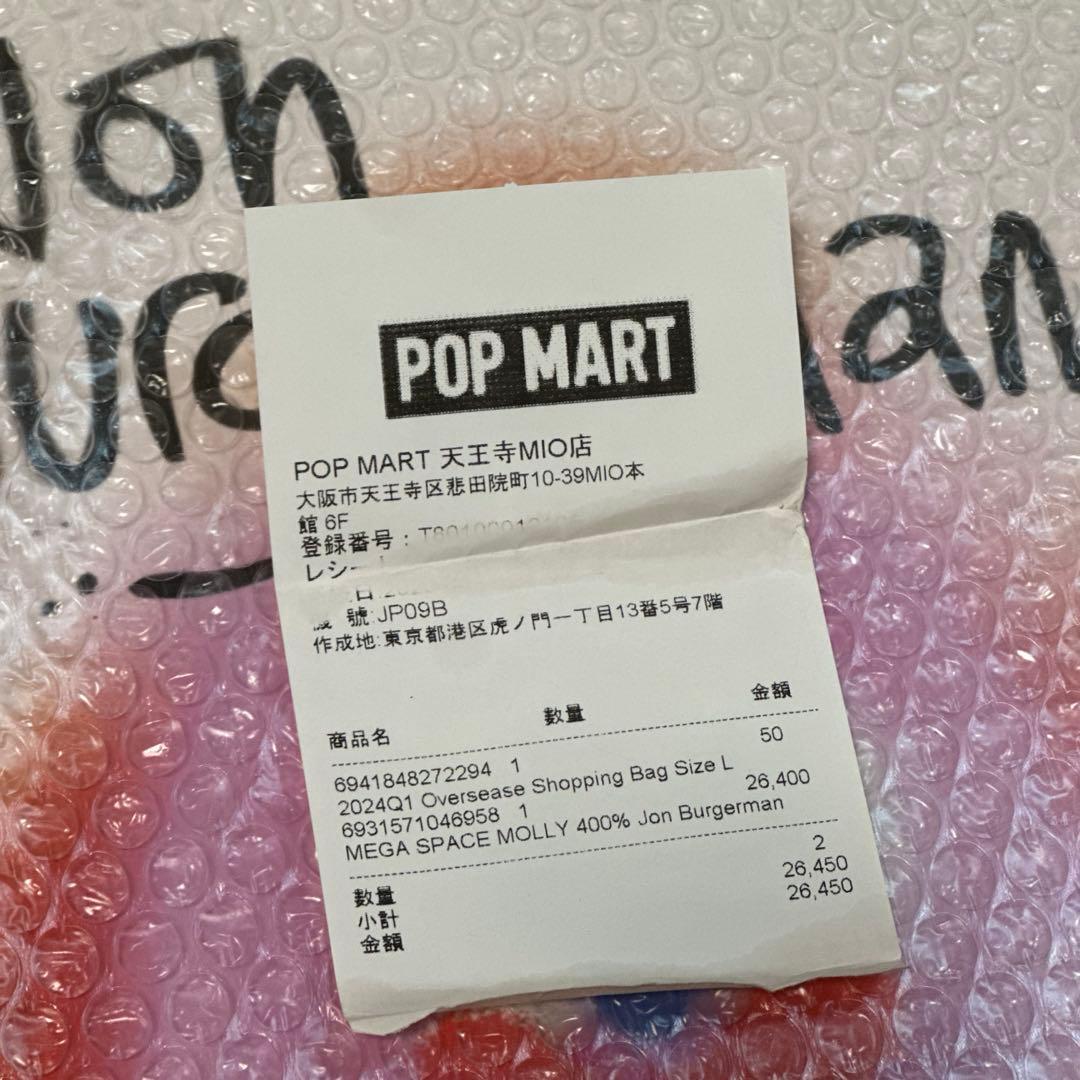 Jon
POP MART
POP MART 天王寺MIO店
大阪市天王寺区悲田院町10-39MIO本
館 6F
登録番号:
レシー
號:JP09B
作成地:東京都港区虎ノ門一丁目13番5号7階
商品名 数量 金額
6941848272294 1 50
2024Q1 Oversease Shopping Bag Size L
6931571046958 1 26,400
MEGA SPACE MOLLY 400% Jon Burgerman
数量 2
小計 26,450
金額 26,450